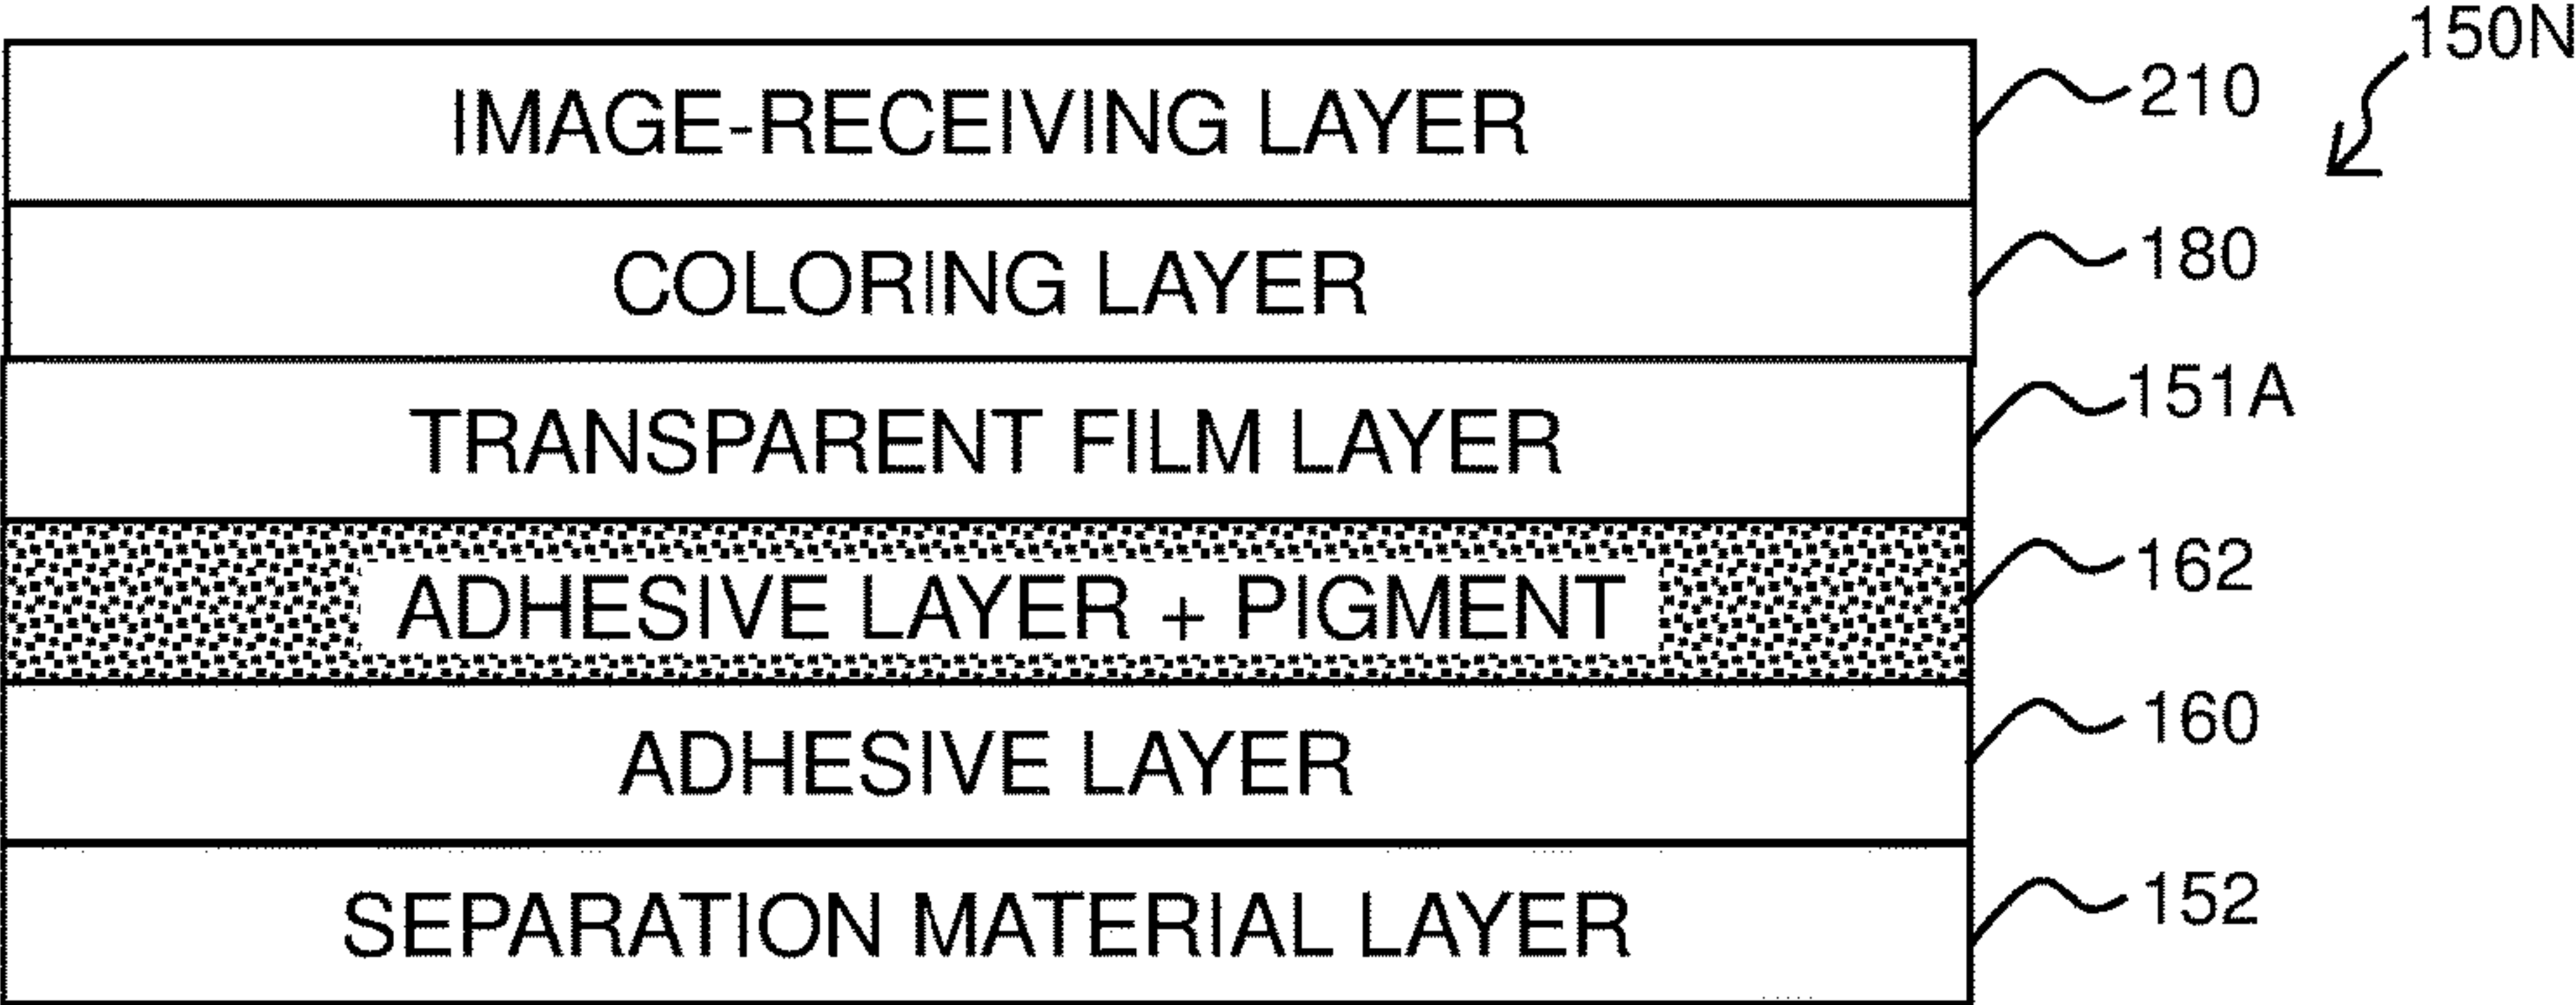 150N
IMAGE-RECEIVING LAYER 210
COLORING LAYER 180
TRANSPARENT FILM LAYER 151A
ADHESIVE LAYER + PIGMENT 162
ADHESIVE LAYER 160
SEPARATION MATERIAL LAYER 152